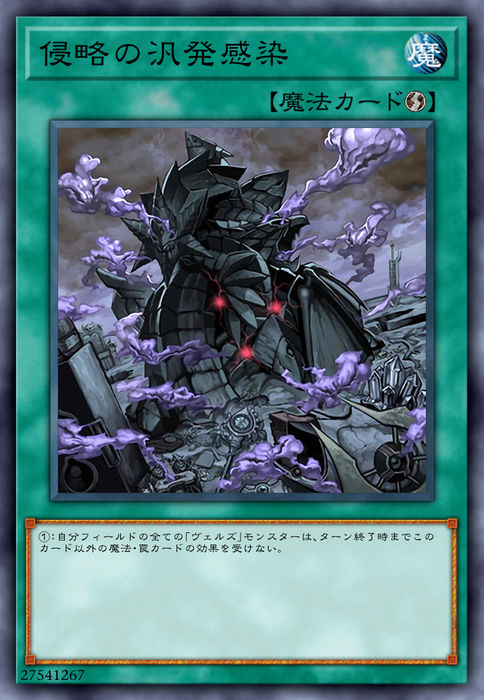 侵略の汎発感染
魔
【魔法カード】
①:自分フィールドの全ての「ヴェルズ」モンスターは、ターン終了時までこの
カード以外の魔法・罠カードの効果を受けない。
27541267